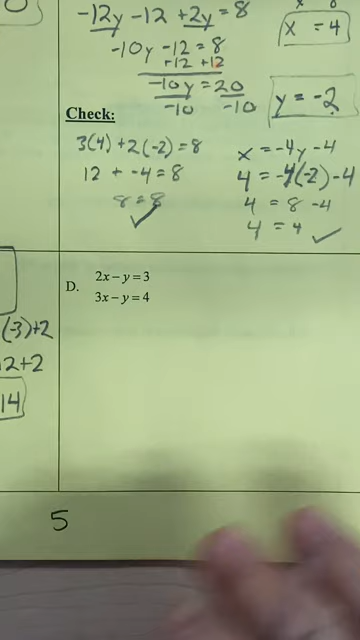 -12y -12 +2y = 8
x = 4
-10y -12 = 8
+12 +12
-10y = 20
-10 -10
y = -2
Check:
3(4) + 2(-2) = 8
12 + -4 = 8
8 = 8
x = -4y -4
4 = -4(-2) -4
4 = 8 -4
4 = 4
(-3)+2
12+2
14
D. 2x − y = 3
3x − y = 4
5